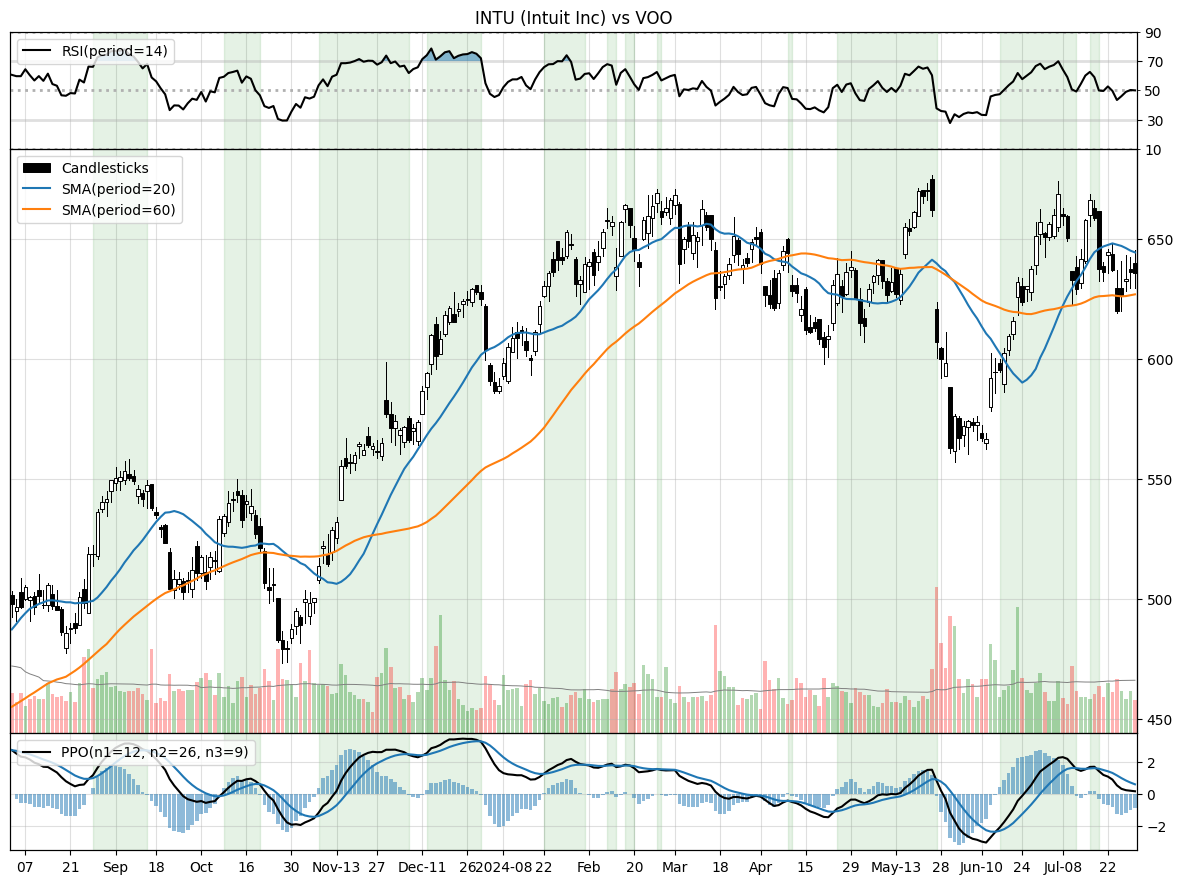 INTU (Intuit Inc) vs VOO
RSI(period=14)
90
70
50
30
10
Candlesticks
SMA(period=20)
SMA(period=60)
650
600
550
500
450
PPO(n1=12, n2=26, n3=9)
2
0
−2
07 21 Sep 18 Oct 16 30 Nov-13 27 Dec-11 26 2024-08 22 Feb 20 Mar 18 Apr 15 29 May-13 28 Jun-10 24 Jul-08 22